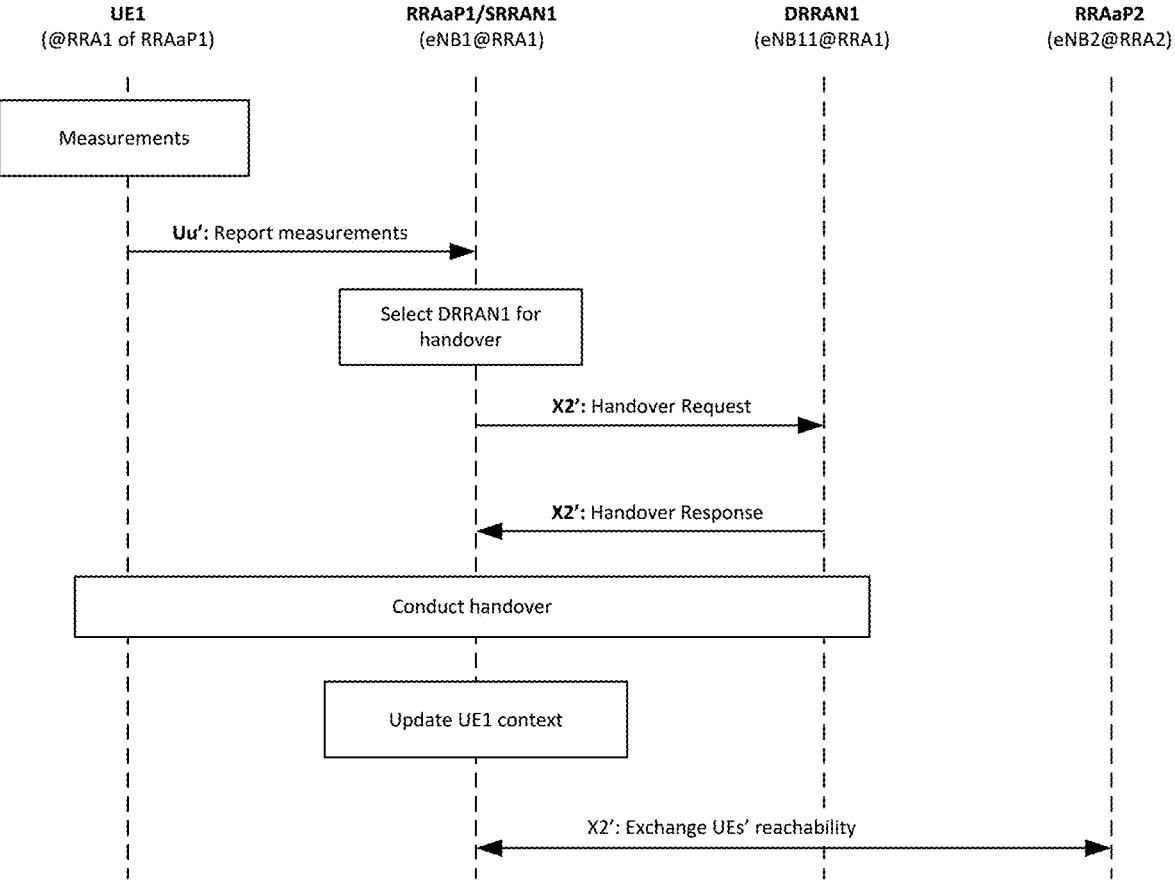 UE1
(@RRA1 of RRAaP1)
RRAaP1/SRRAN1
(eNB1@RRA1)
DRRAN1
(eNB11@RRA1)
RRAaP2
(eNB2@RRA2)
Measurements
Uu’: Report measurements
Select DRRAN1 for
handover
X2’: Handover Request
X2’: Handover Response
Conduct handover
Update UE1 context
X2’: Exchange UEs’ reachability